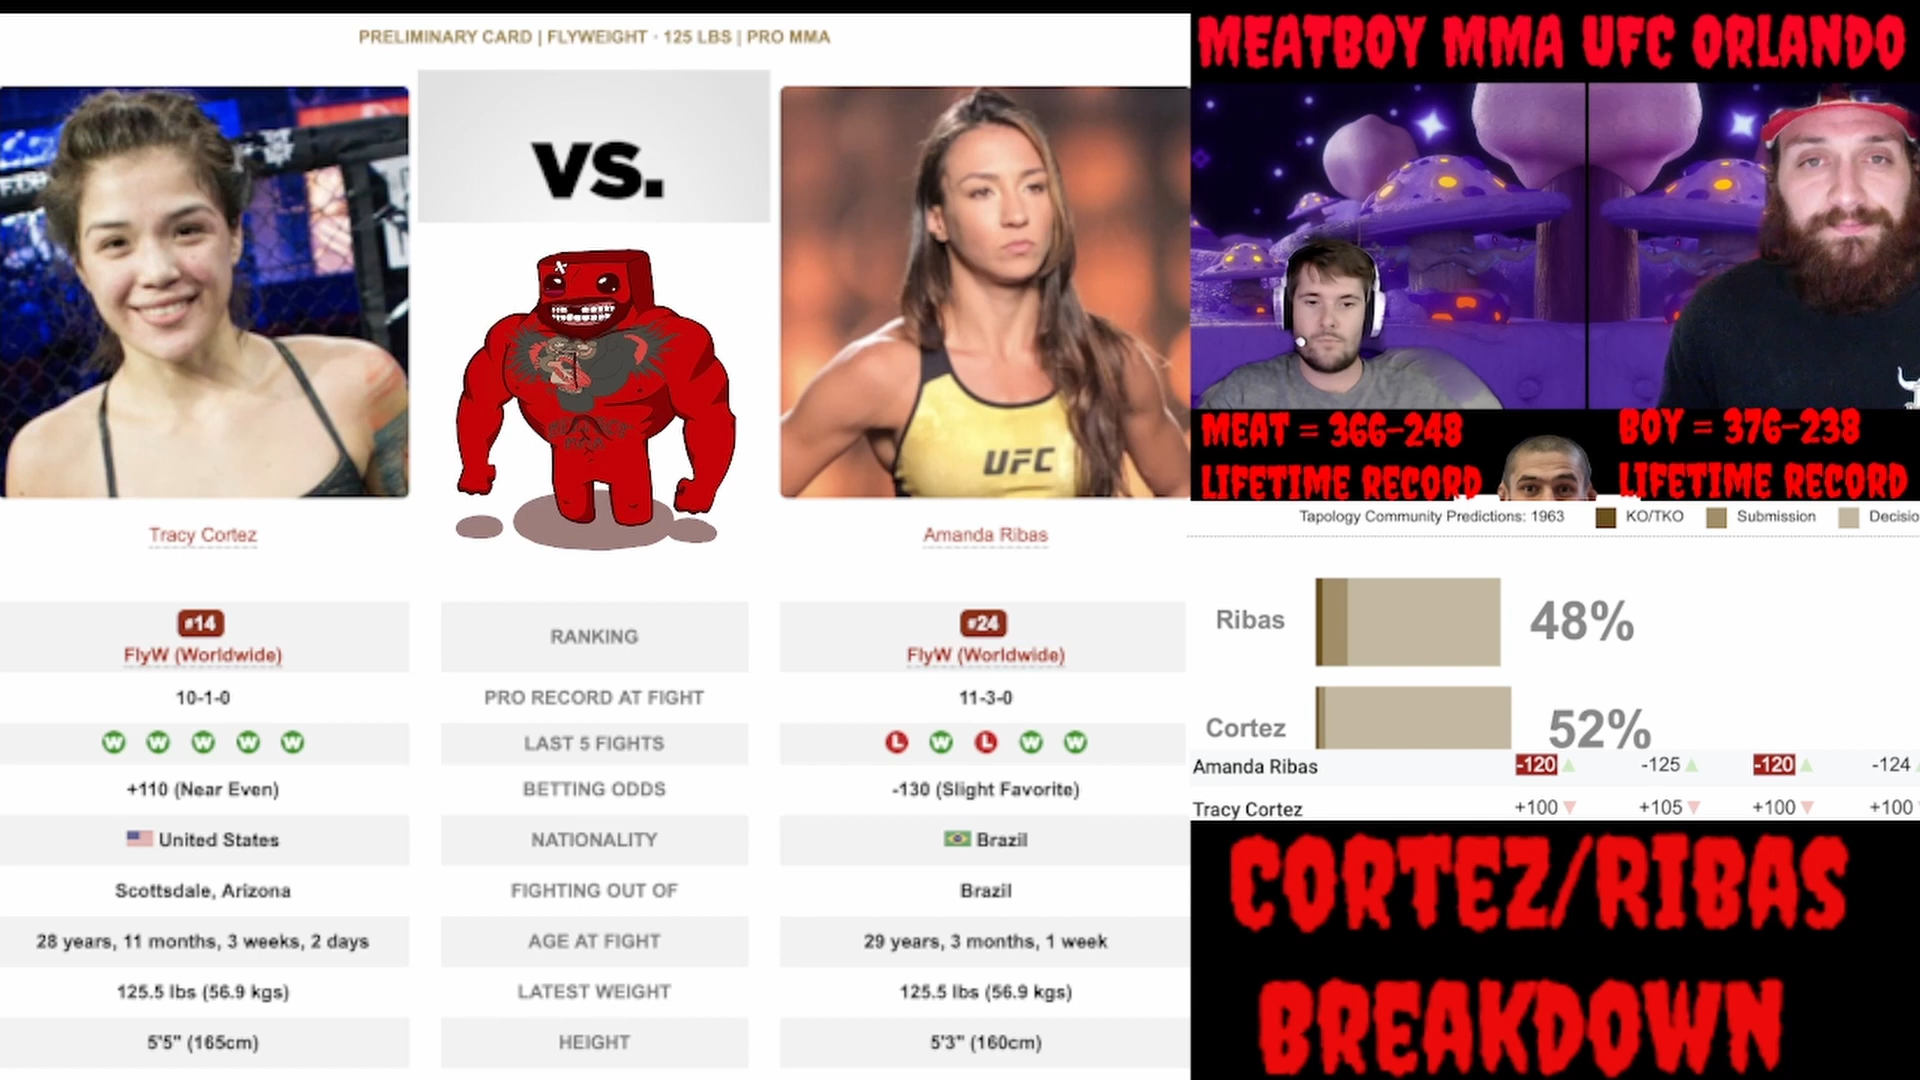 PRELIMINARY CARD | FLYWEIGHT · 125 LBS | PRO MMA
VS.
UFC
Tracy Cortez
Amanda Ribas
#14
FlyW (Worldwide)
RANKING
#24
FlyW (Worldwide)
10-1-0
PRO RECORD AT FIGHT
11-3-0
W W W W W
LAST 5 FIGHTS
L W L W W
+110 (Near Even)
BETTING ODDS
-130 (Slight Favorite)
United States
NATIONALITY
Brazil
Scottsdale, Arizona
FIGHTING OUT OF
Brazil
28 years, 11 months, 3 weeks, 2 days
AGE AT FIGHT
29 years, 3 months, 1 week
125.5 lbs (56.9 kgs)
LATEST WEIGHT
125.5 lbs (56.9 kgs)
5'5" (165cm)
HEIGHT
5'3" (160cm)
MEATBOY MMA UFC ORLANDO
MEAT = 366-248
LIFETIME RECORD
BOY = 376-238
LIFETIME RECORD
Tapology Community Predictions: 1963
KO/TKO
Submission
Decisio
Ribas
48%
Cortez
52%
Amanda Ribas -120 -125 -120 -124
Tracy Cortez +100 +105 +100 +100
CORTEZ/RIBAS
BREAKDOWN